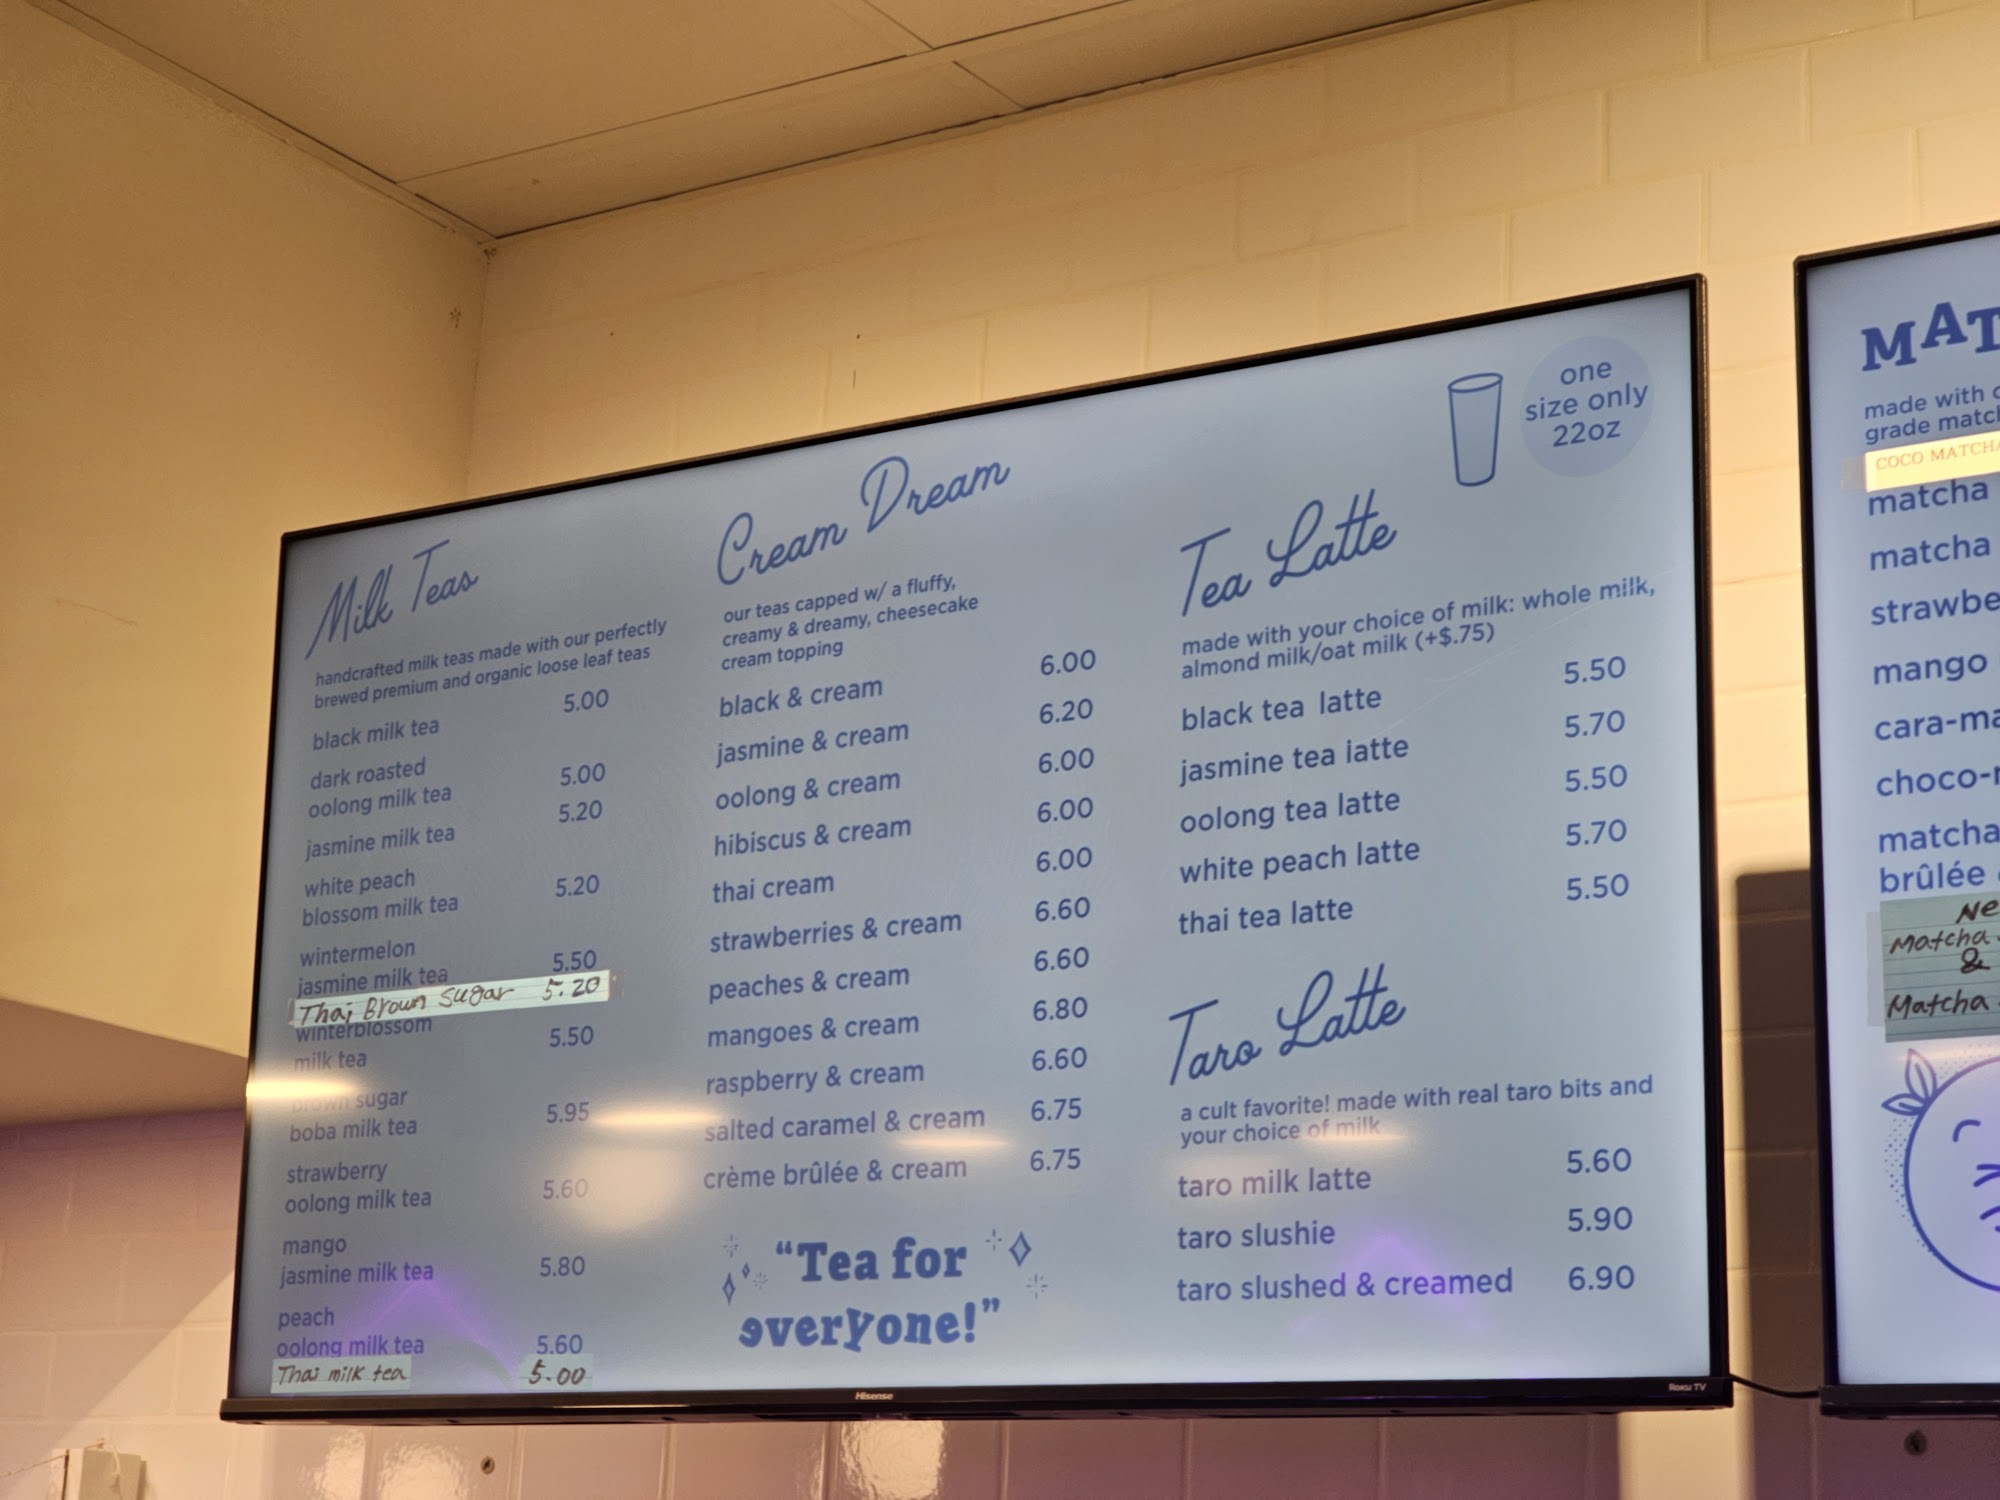 Milk Teas
handcrafted milk teas made with our perfectly
brewed premium and organic loose leaf teas
black milk tea 5.00
dark roasted
oolong milk tea 5.00
jasmine milk tea 5.20
white peach
blossom milk tea 5.20
wintermelon
jasmine milk tea 5.50
Thai Brown Sugar 5.20
winterblossom
milk tea 5.50
brown sugar
boba milk tea 5.95
strawberry
oolong milk tea 5.60
mango
jasmine milk tea 5.80
peach
oolong milk tea 5.60
Thai milk tea 5.00
Cream Dream
our teas capped w/ a fluffy,
creamy & dreamy, cheesecake
cream topping
black & cream 6.00
jasmine & cream 6.20
oolong & cream 6.00
hibiscus & cream 6.00
thai cream 6.00
strawberries & cream 6.60
peaches & cream 6.60
mangoes & cream 6.80
raspberry & cream 6.60
salted caramel & cream 6.75
crème brûlée & cream 6.75
"Tea for
everyone!"
one
size only
22oz
Tea Latte
made with your choice of milk: whole milk,
almond milk/oat milk (+$.75)
black tea latte 5.50
jasmine tea latte 5.70
oolong tea latte 5.50
white peach latte 5.70
thai tea latte 5.50
Taro Latte
a cult favorite! made with real taro bits and
your choice of milk
taro milk latte 5.60
taro slushie 5.90
taro slushed & creamed 6.90
Hisense
Roku TV
MAT
made with
grade matc
COCO MATCHA
matcha
matcha
strawbe
mango
cara-ma
choco-
matcha
brûlée
Ne
Matcha
&
Matcha